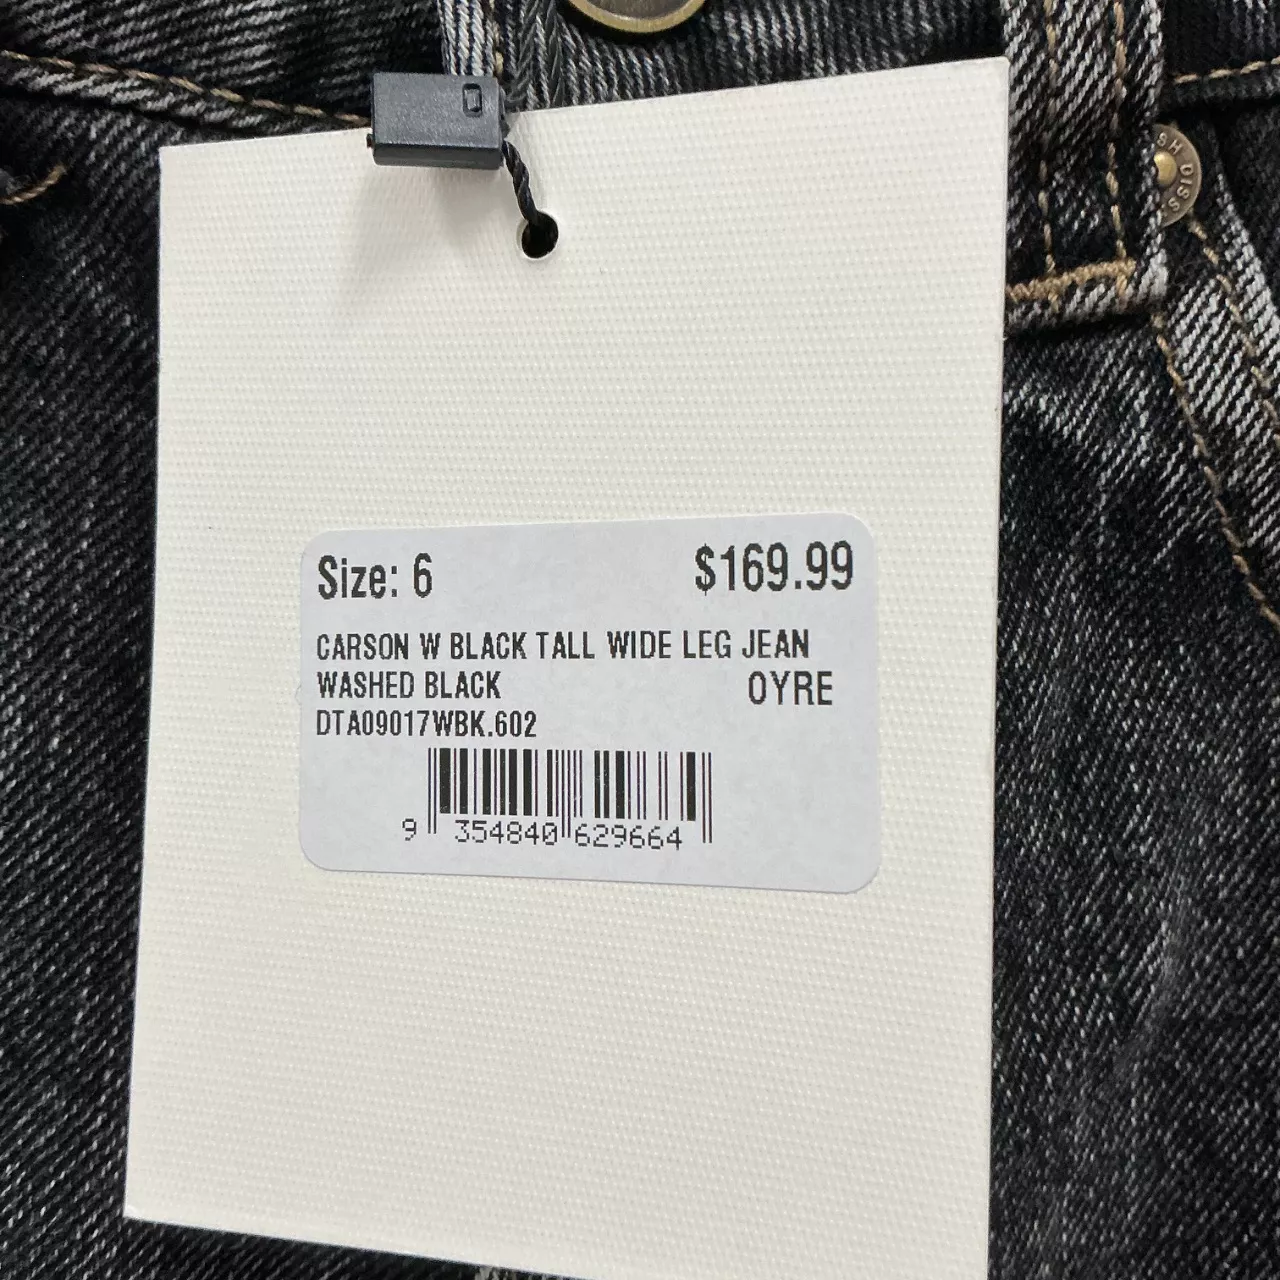 Size: 6 $169.99
CARSON W BLACK TALL WIDE LEG JEAN
WASHED BLACK OYRE
DTA09017WBK.602
9 354840 629664